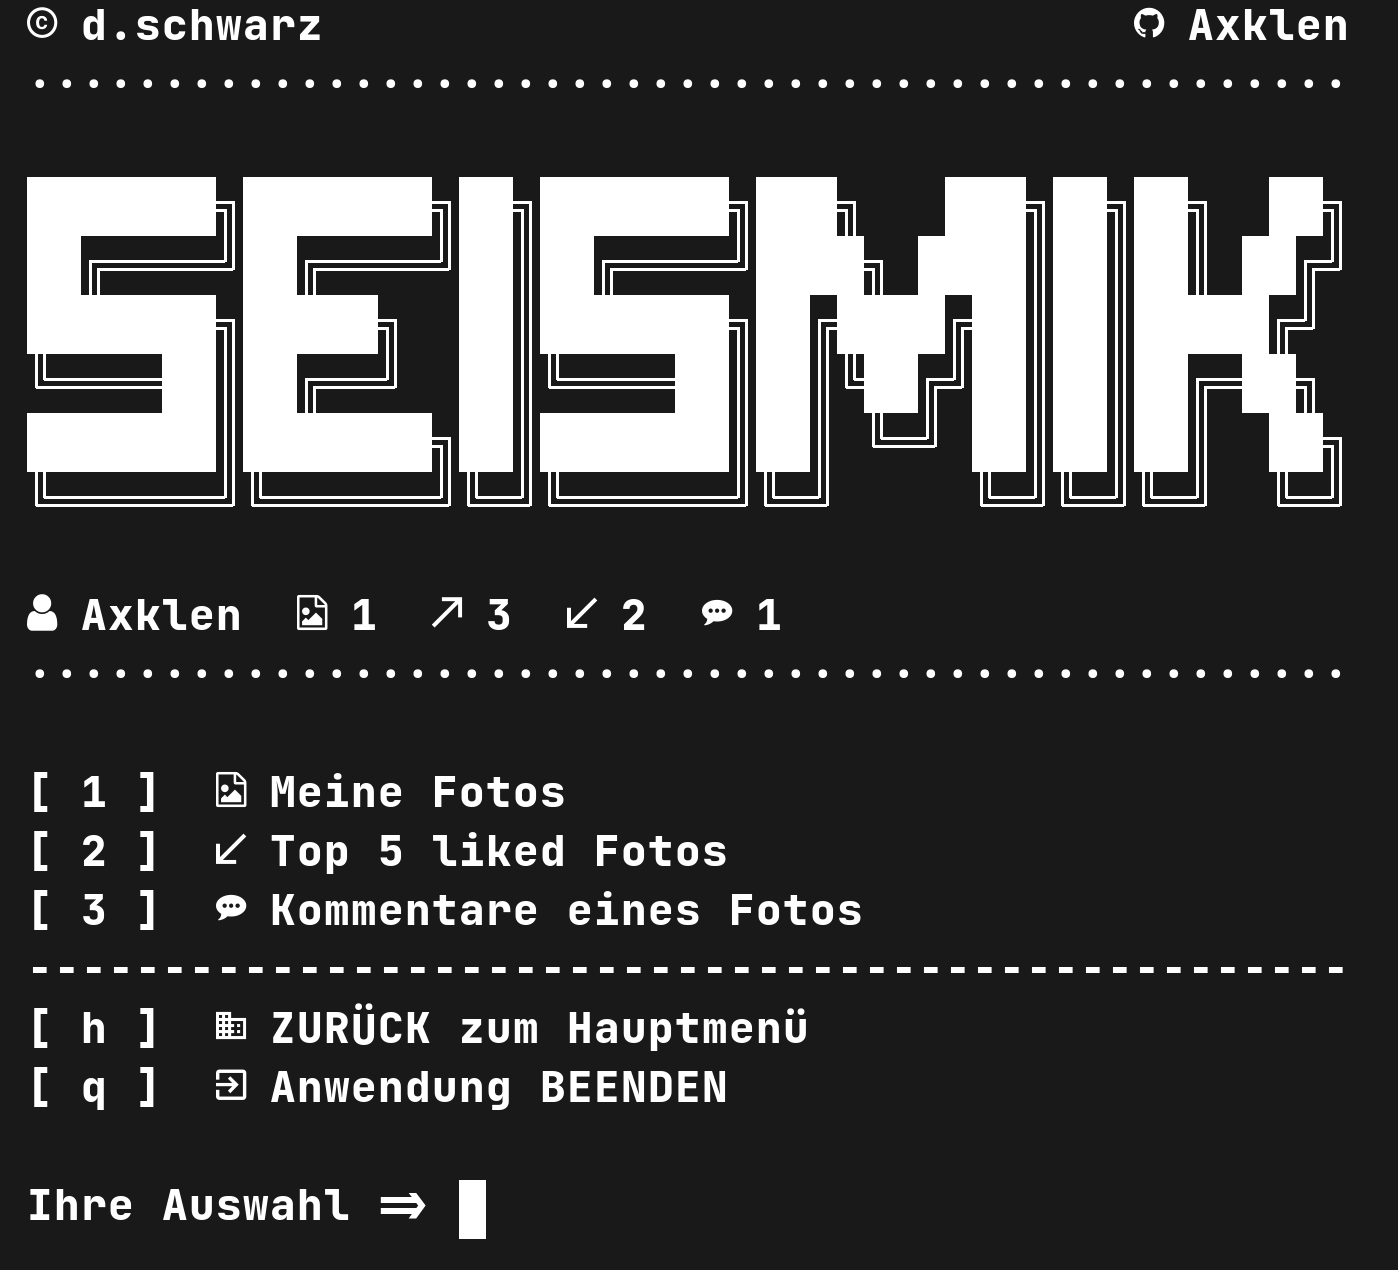 © d.schwarz Axklen
SEISMIK
Axklen 1 3 2 1
[ 1 ] Meine Fotos
[ 2 ] Top 5 liked Fotos
[ 3 ] Kommentare eines Fotos
[ h ] ZURÜCK zum Hauptmenü
[ q ] Anwendung BEENDEN
Ihre Auswahl ⇒